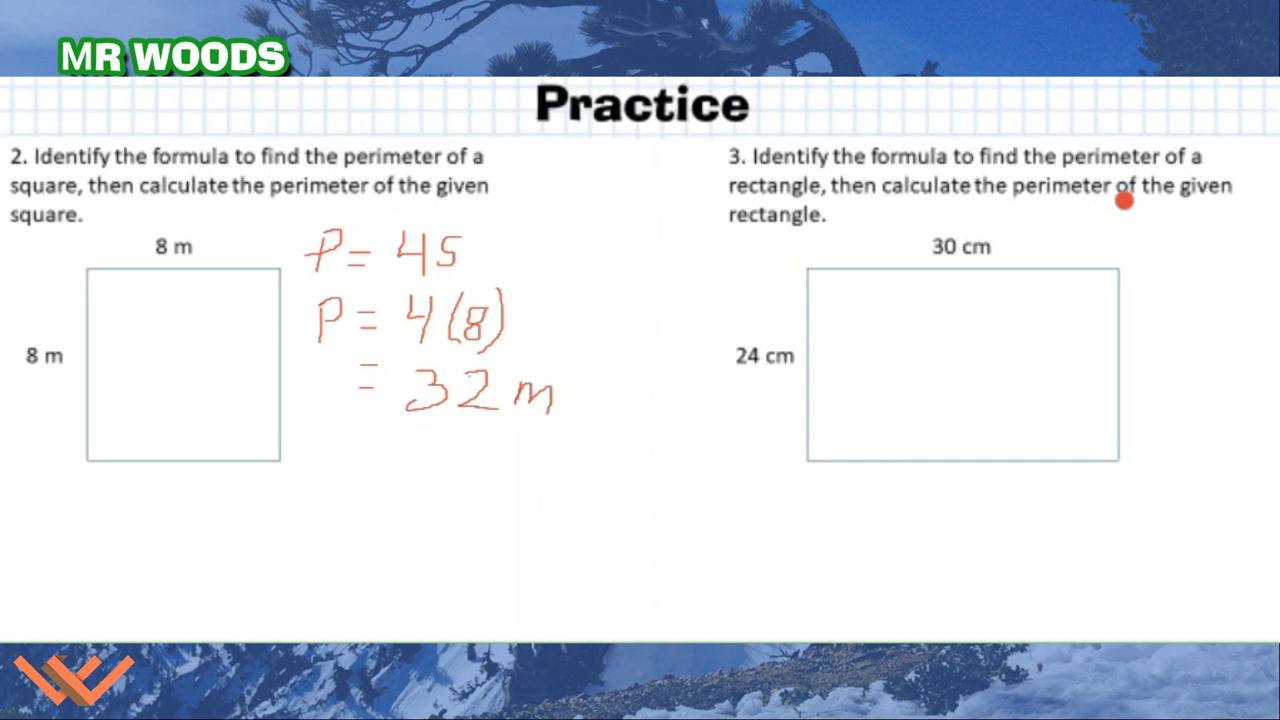 MR WOODS
Practice
2. Identify the formula to find the perimeter of a
square, then calculate the perimeter of the given
square.
8 m
8 m
P = 4S
P = 4(8)
= 32 m
3. Identify the formula to find the perimeter of a
rectangle, then calculate the perimeter of the given
rectangle.
30 cm
24 cm